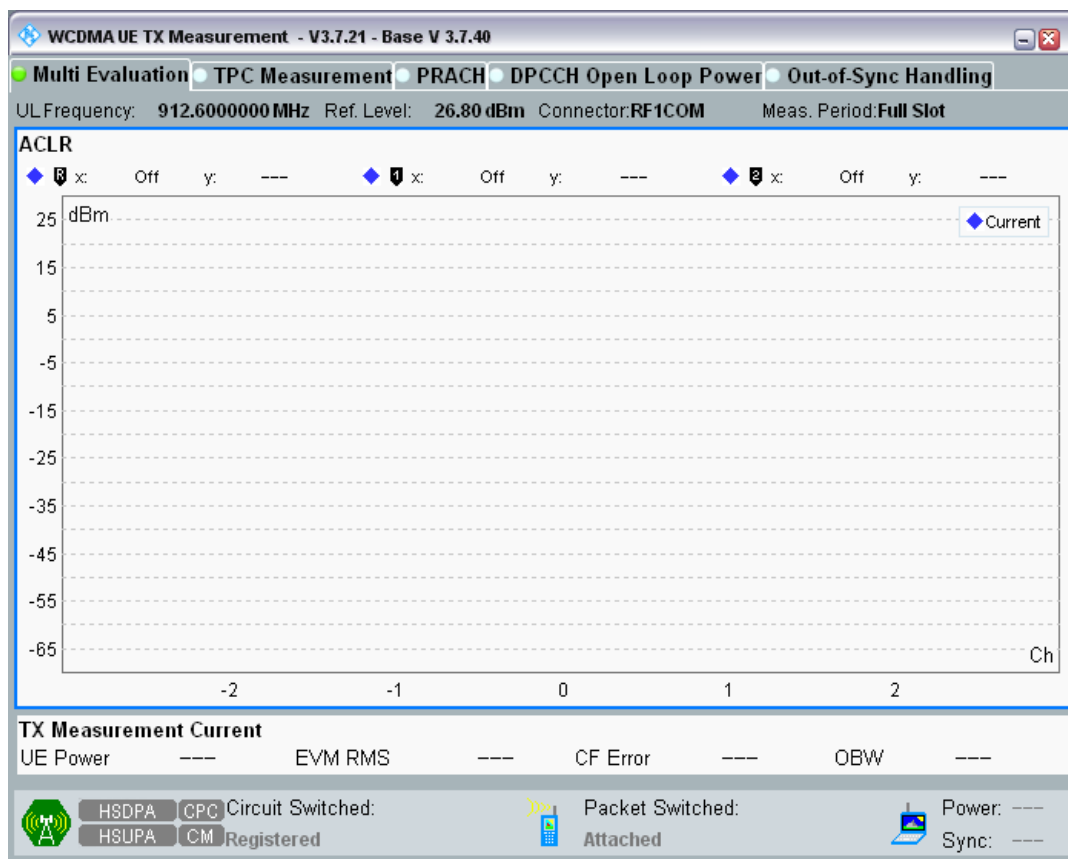 WCDMA UE TX Measurement - V3.7.21 - Base V 3.7.40
Multi Evaluation TPC Measurement PRACH DPCCH Open Loop Power Out-of-Sync Handling
UL Frequency: 912.6000000 MHz Ref. Level: 26.80 dBm Connector:RF1COM Meas. Period:Full Slot
ACLR
R x: Off y: --- 1 x: Off y: --- 2 x: Off y: ---
dBm
Current
25
15
5
-5
-15
-25
-35
-45
-55
-65
Ch
-2 -1 0 1 2
TX Measurement Current
UE Power --- EVM RMS --- CF Error --- OBW ---
HSDPA CPC Circuit Switched: Packet Switched: Power: ---
HSUPA CM Registered Attached Sync: ---